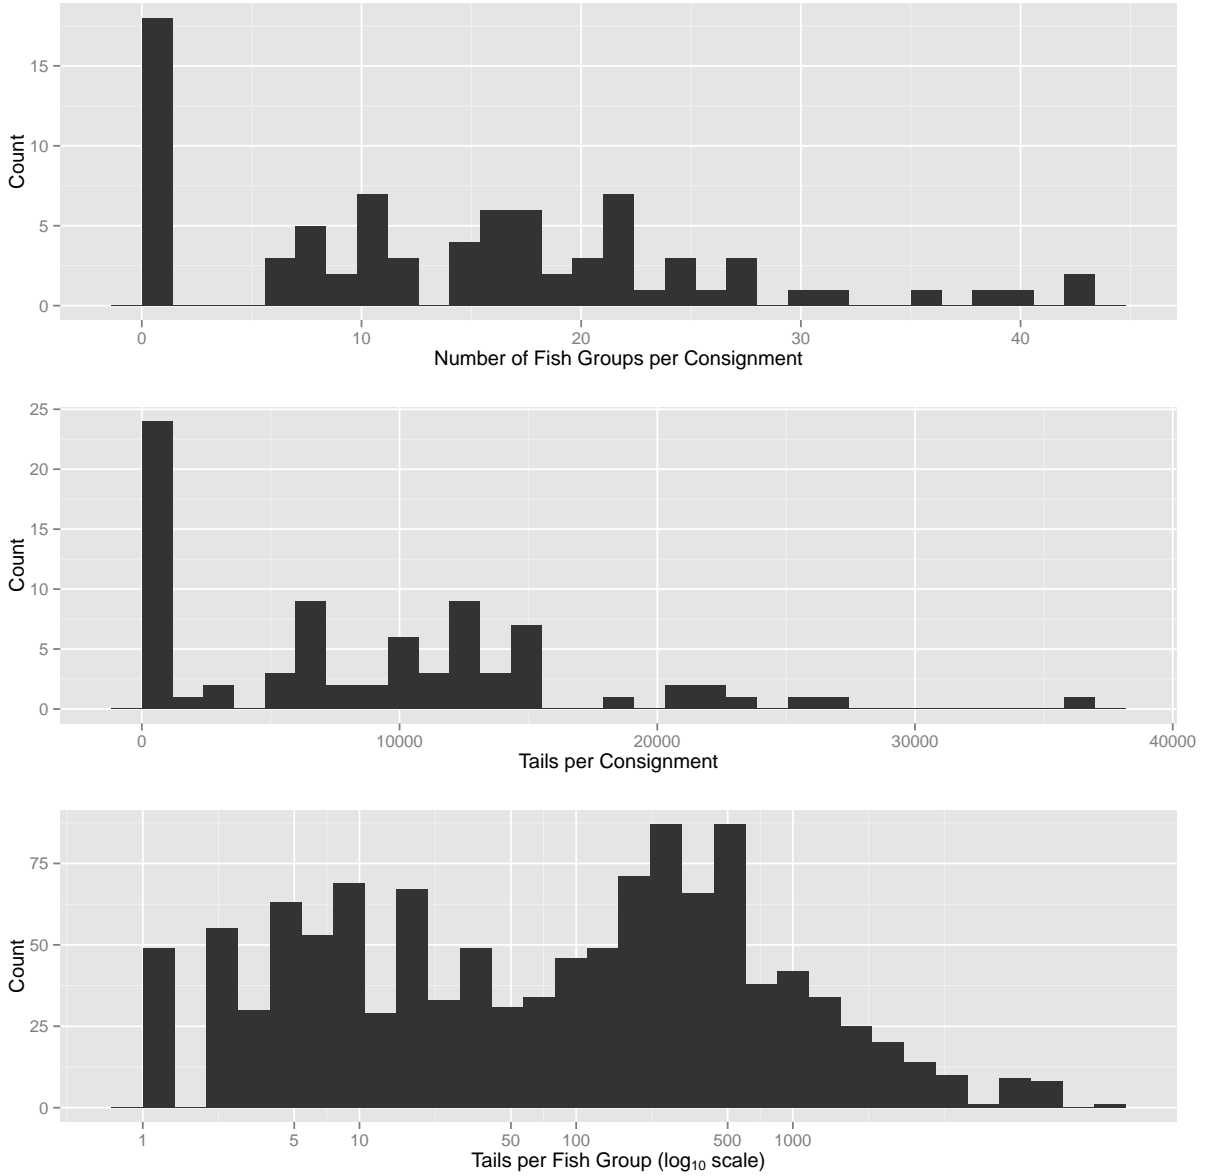 Count
15
10
5
0
0 10 20 30 40
Number of Fish Groups per Consignment
Count
25
20
15
10
5
0
0 10000 20000 30000 40000
Tails per Consignment
Count
75
50
25
0
1 5 10 50 100 500 1000
Tails per Fish Group (log₁₀ scale)